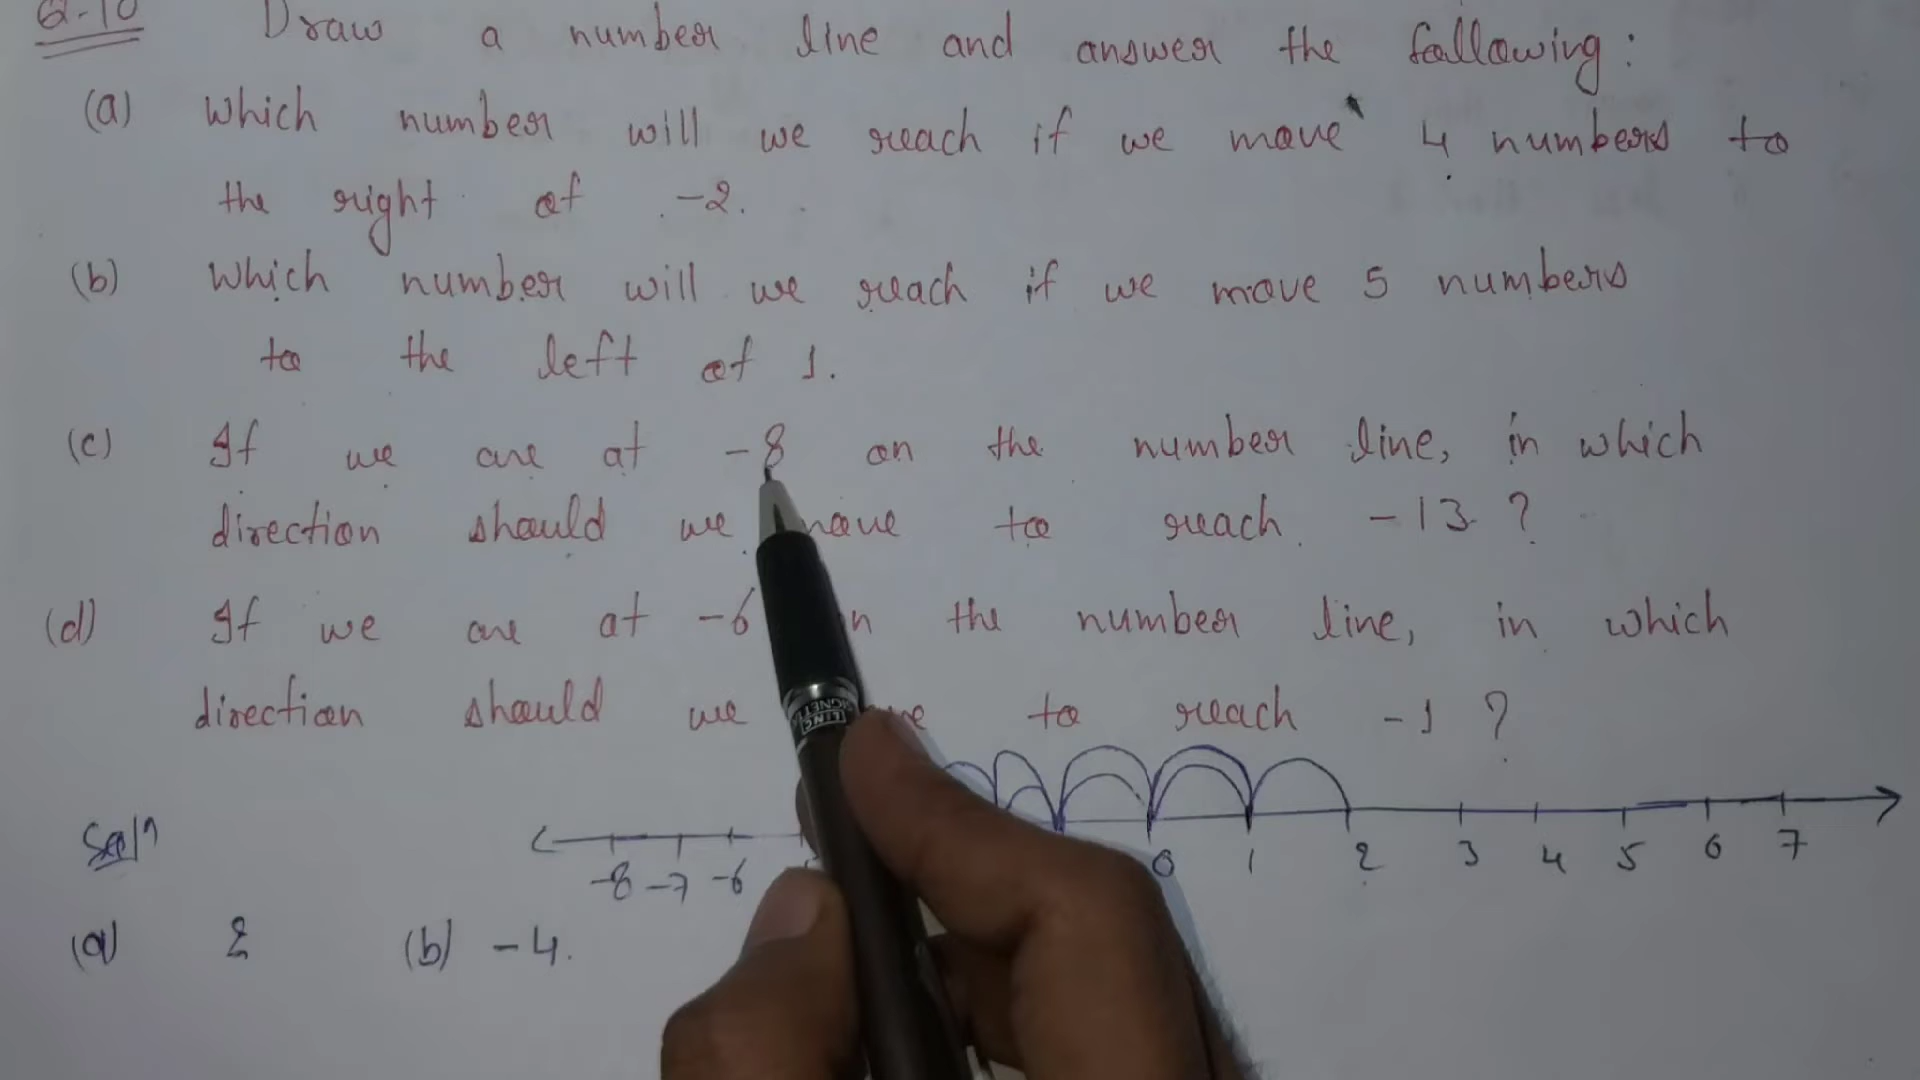 Q-10 Draw a number line and answer the following:
(a) Which number will we reach if we move 4 numbers to
the right of -2.
(b) Which number will we reach if we move 5 numbers
to the left of 1.
(c) If we are at -8 on the number line, in which
direction should we move to reach -13 ?
(d) If we are at -6 on the number line, in which
direction should we to reach -1 ?
Sol?
-8 -7 -6 0 1 2 3 4 5 6 7
(a) 2 (b) -4.
LINC